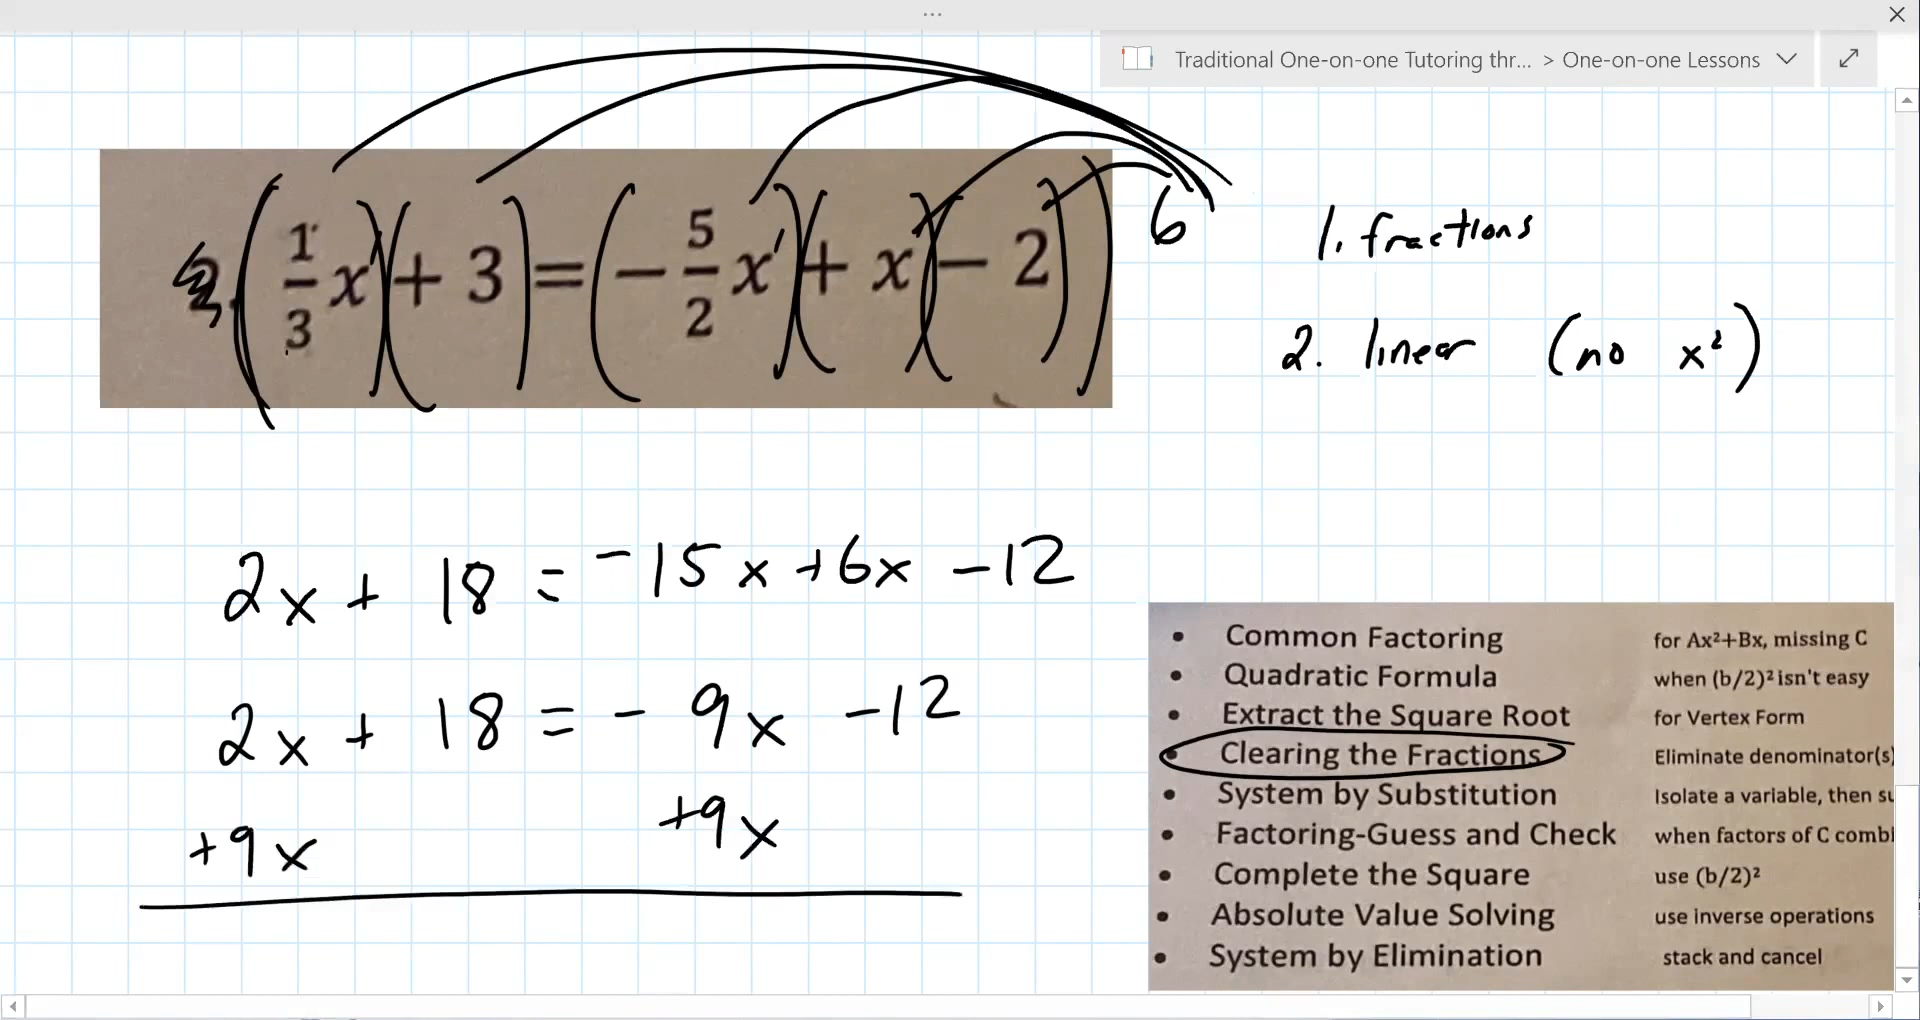 ...
Traditional One-on-one Tutoring thr... > One-on-one Lessons
(1/3 x)(+ 3) = (− 5/2 x)(+ x)(− 2)) 6
1. fractions
2. linear (no x²)
2x + 18 = -15x +6x -12
2x + 18 = - 9x -12
+9x +9x
• Common Factoring for Ax²+Bx, missing C
• Quadratic Formula when (b/2)² isn't easy
• Extract the Square Root for Vertex Form
• Clearing the Fractions Eliminate denominator(s)
• System by Substitution Isolate a variable, then su
• Factoring-Guess and Check when factors of C combi
• Complete the Square use (b/2)²
• Absolute Value Solving use inverse operations
• System by Elimination stack and cancel